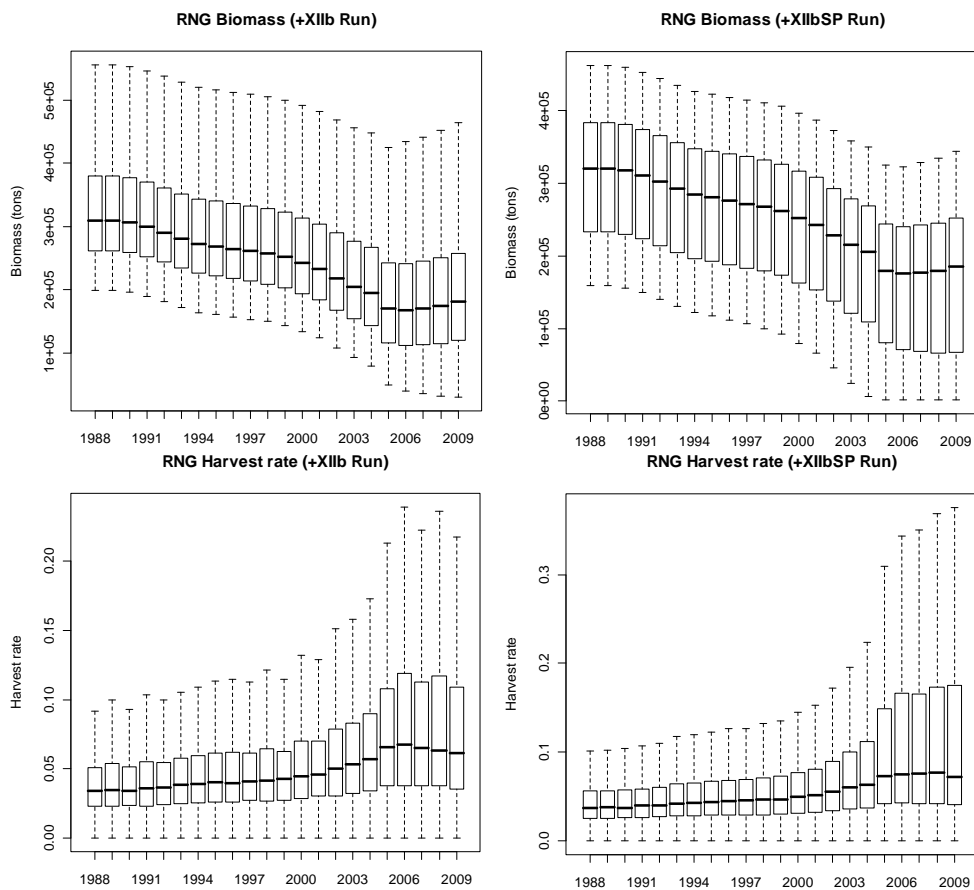 RNG Biomass (+XIIb Run)
Biomass (tons)
1e+05 2e+05 3e+05 4e+05 5e+05
1988 1991 1994 1997 2000 2003 2006 2009
RNG Biomass (+XIIbSP Run)
Biomass (tons)
0e+00 1e+05 2e+05 3e+05 4e+05
1988 1991 1994 1997 2000 2003 2006 2009
RNG Harvest rate (+XIIb Run)
Harvest rate
0.00 0.05 0.10 0.15 0.20
1988 1991 1994 1997 2000 2003 2006 2009
RNG Harvest rate (+XIIbSP Run)
Harvest rate
0.0 0.1 0.2 0.3
1988 1991 1994 1997 2000 2003 2006 2009